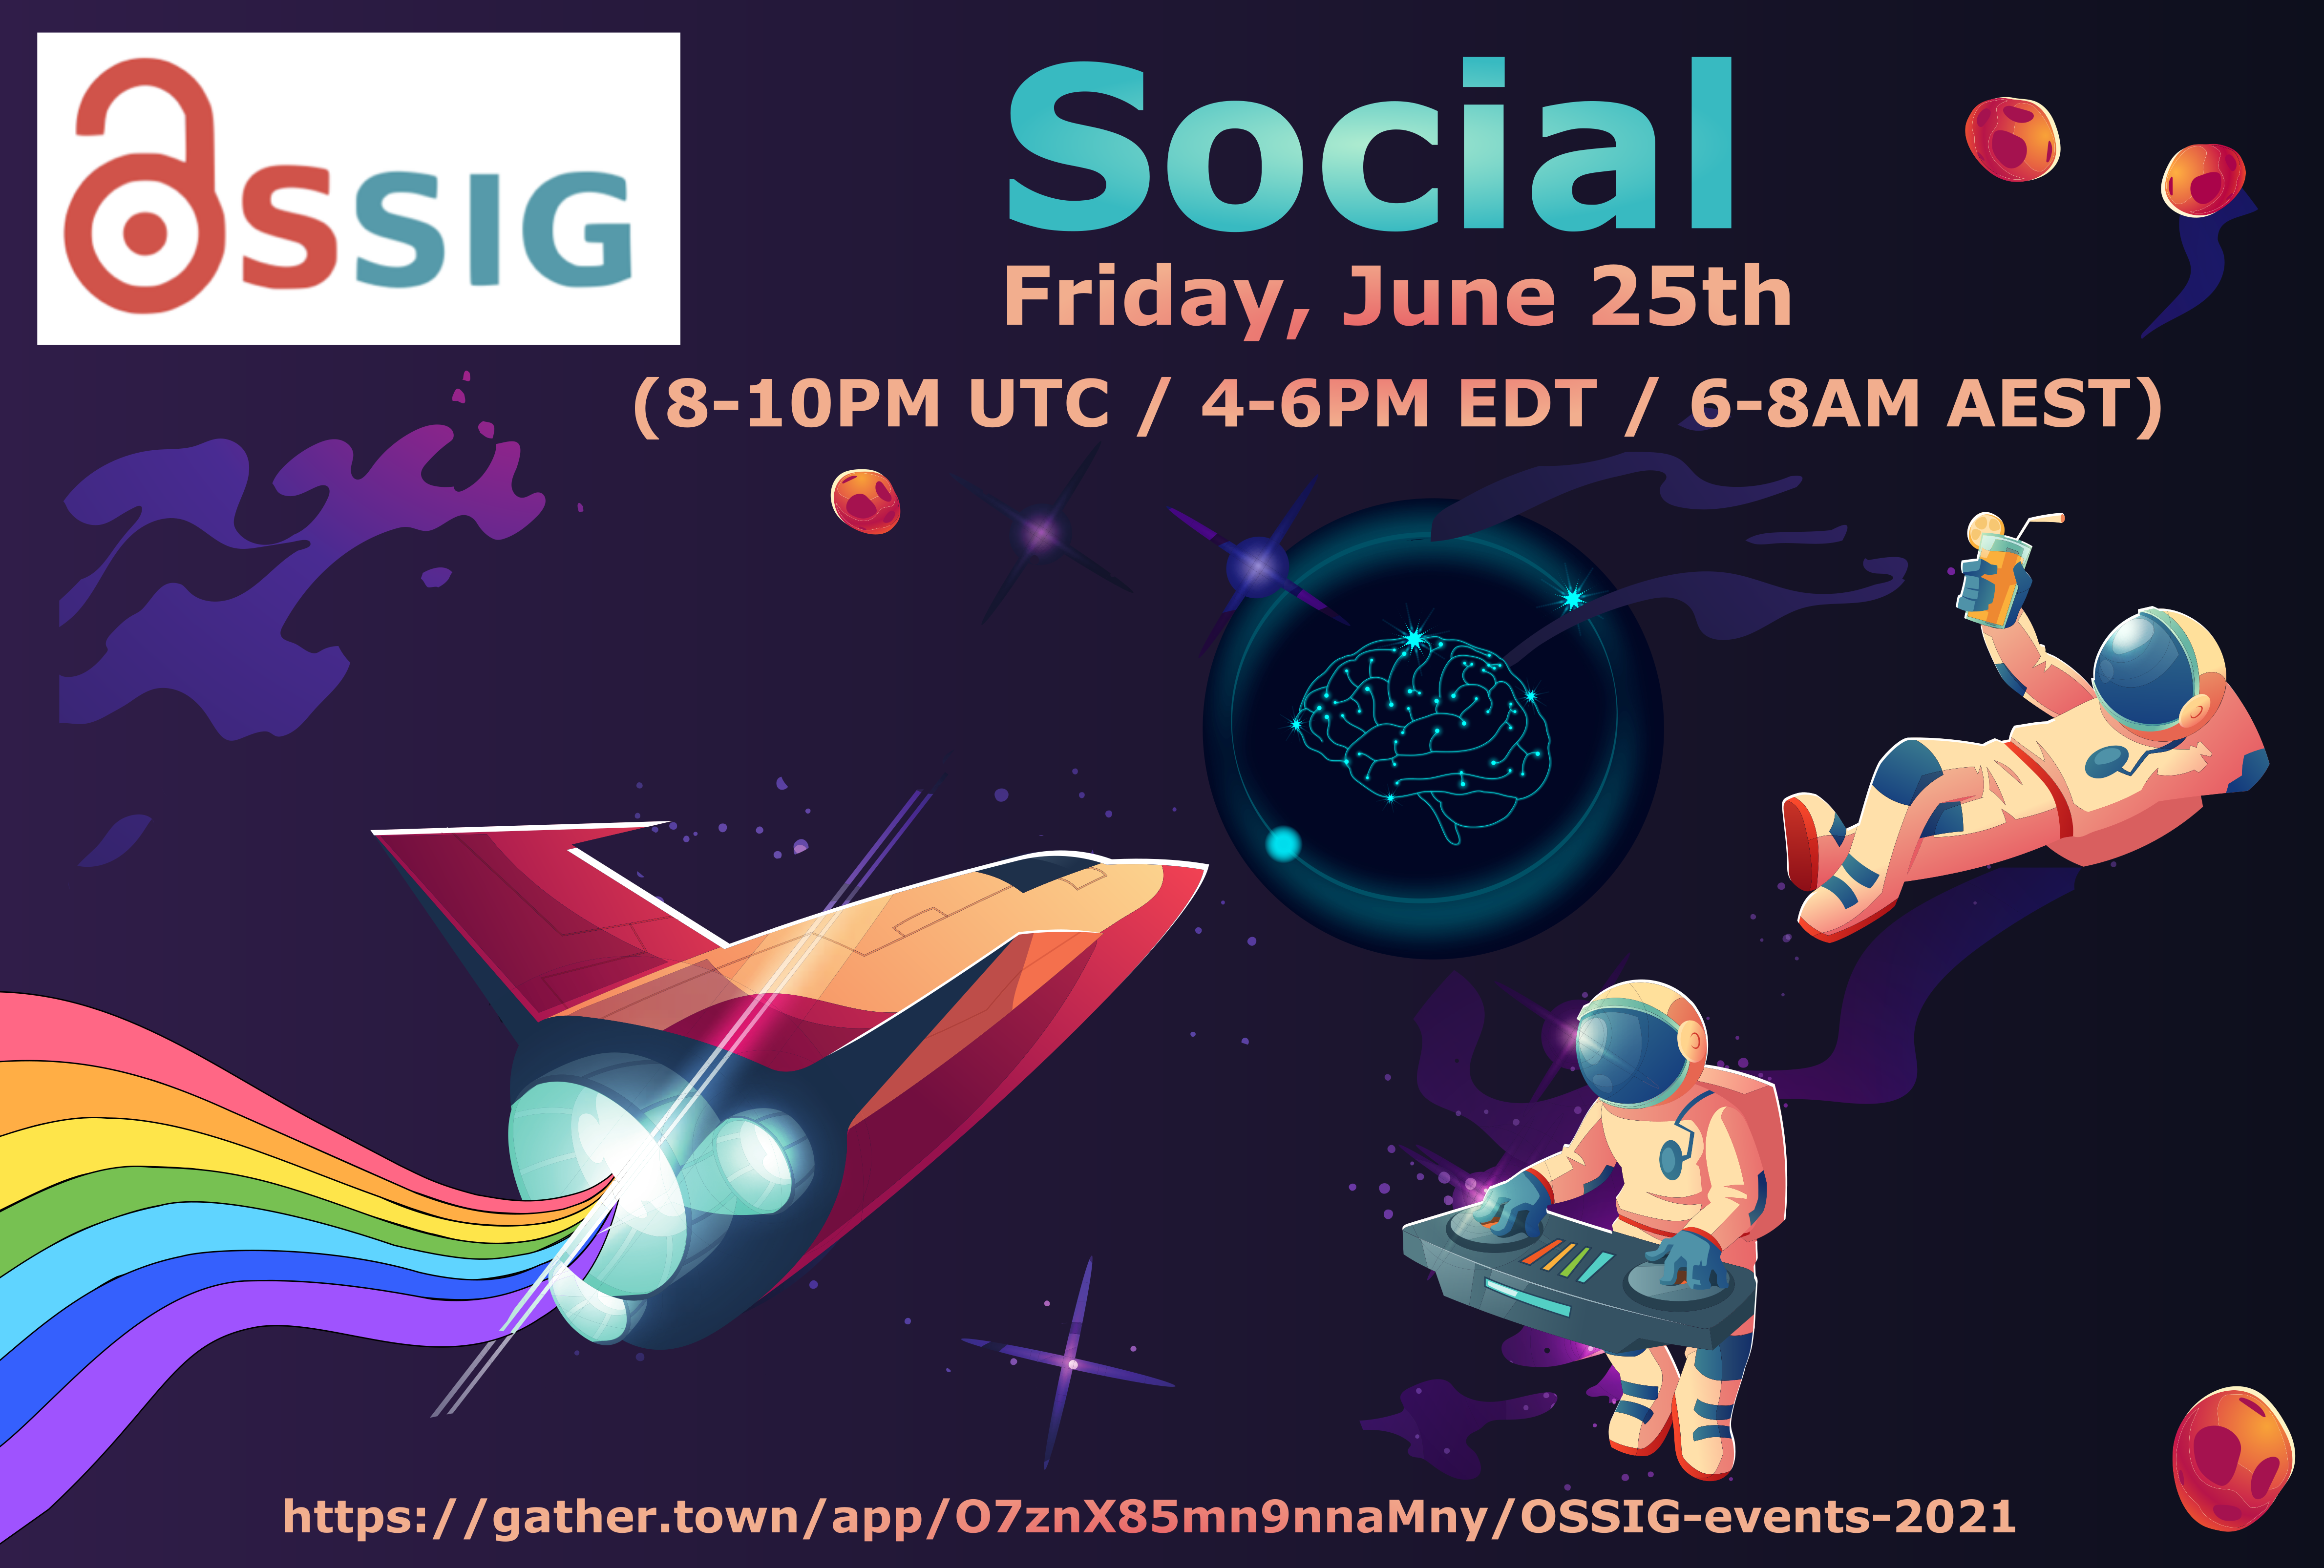 OSSIG
Social
Friday, June 25th
(8-10PM UTC / 4-6PM EDT / 6-8AM AEST)
https://gather.town/app/O7znX85mn9nnaMny/OSSIG-events-2021